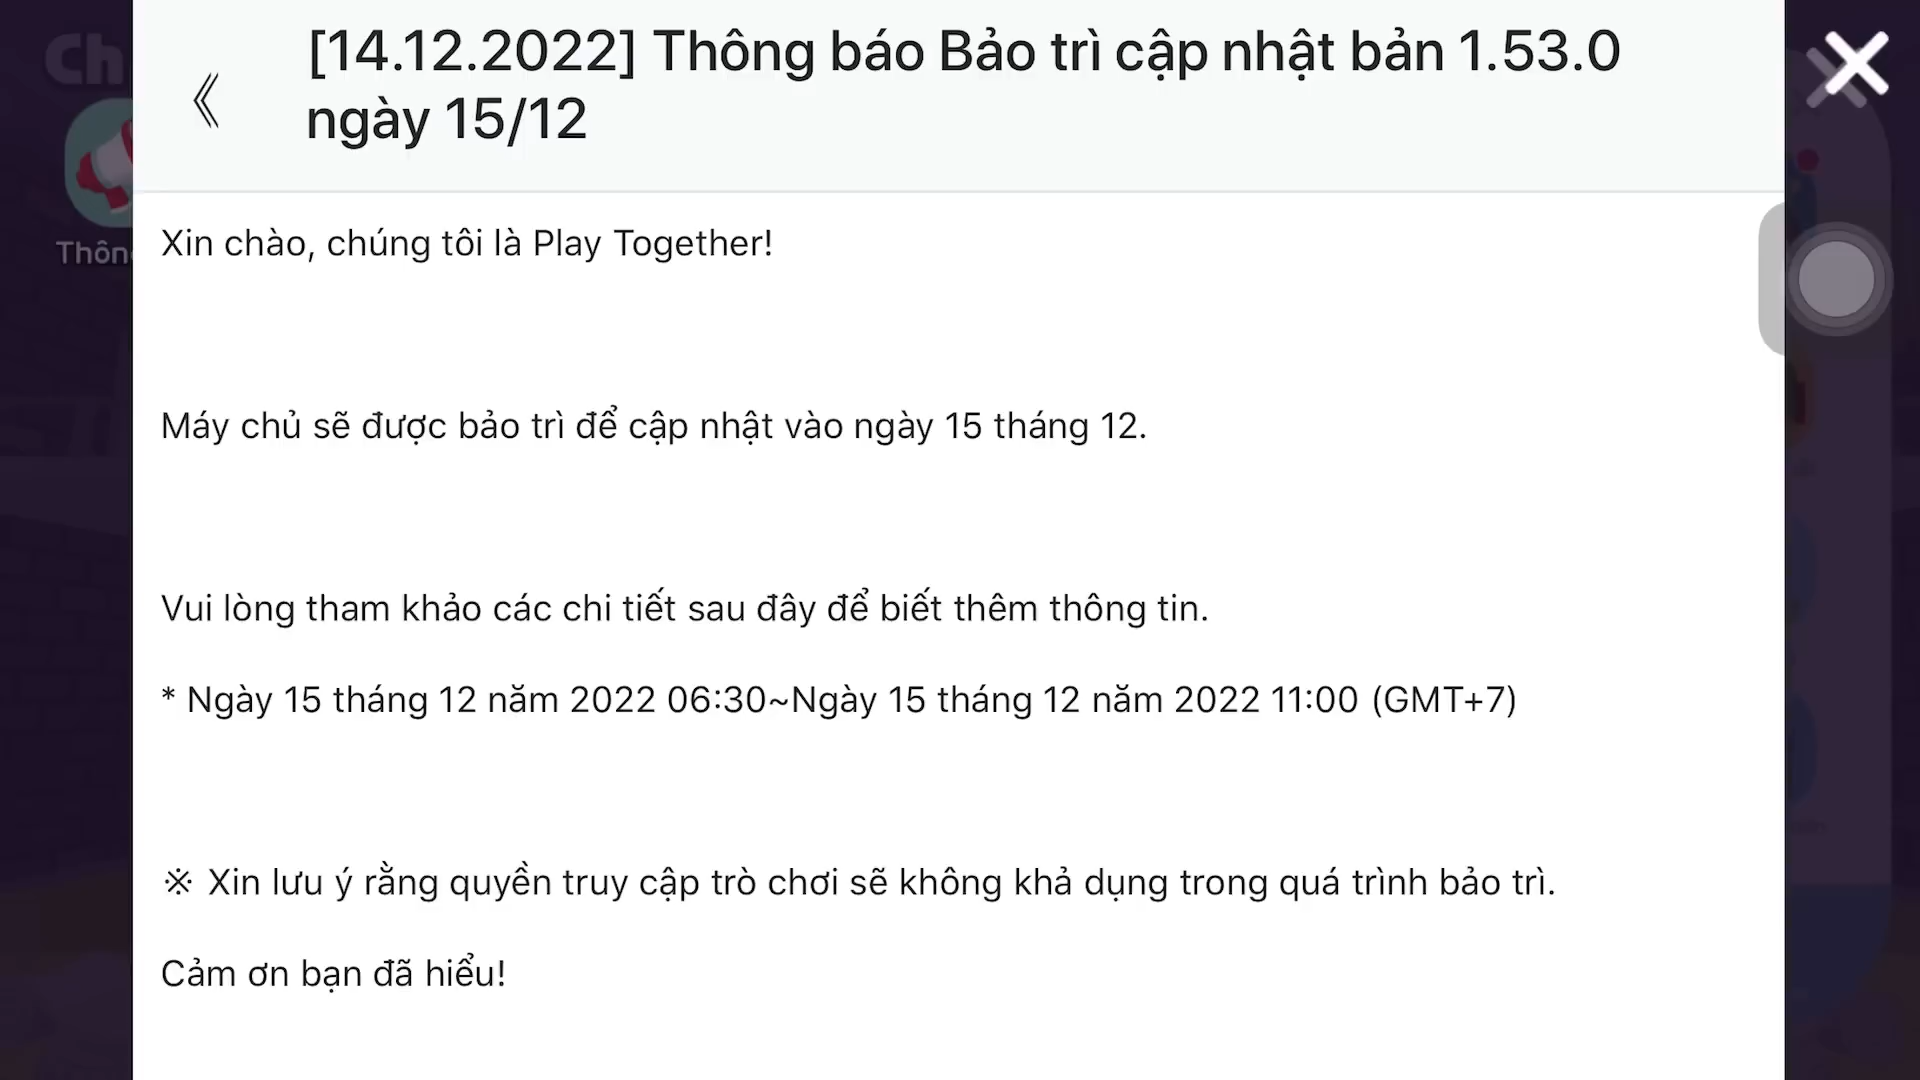 [14.12.2022] Thông báo Bảo trì cập nhật bản 1.53.0
ngày 15/12
Ch
Thôn
Xin chào, chúng tôi là Play Together!
Máy chủ sẽ được bảo trì để cập nhật vào ngày 15 tháng 12.
Vui lòng tham khảo các chi tiết sau đây để biết thêm thông tin.
* Ngày 15 tháng 12 năm 2022 06:30~Ngày 15 tháng 12 năm 2022 11:00 (GMT+7)
※ Xin lưu ý rằng quyền truy cập trò chơi sẽ không khả dụng trong quá trình bảo trì.
Cảm ơn bạn đã hiểu!